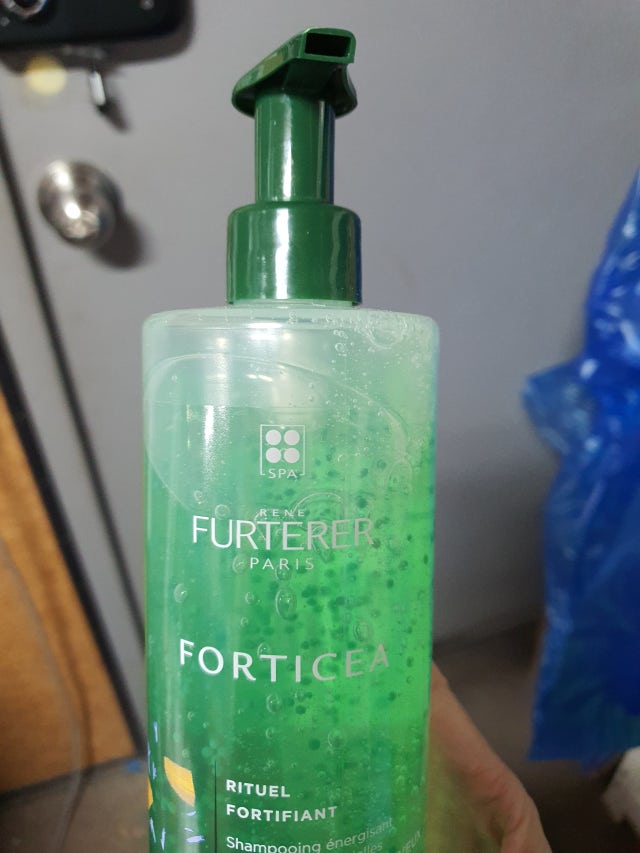 SPA
RENE
FURTERER
PARIS
FORTICEA
RITUEL
FORTIFIANT
Shampooing énergisant